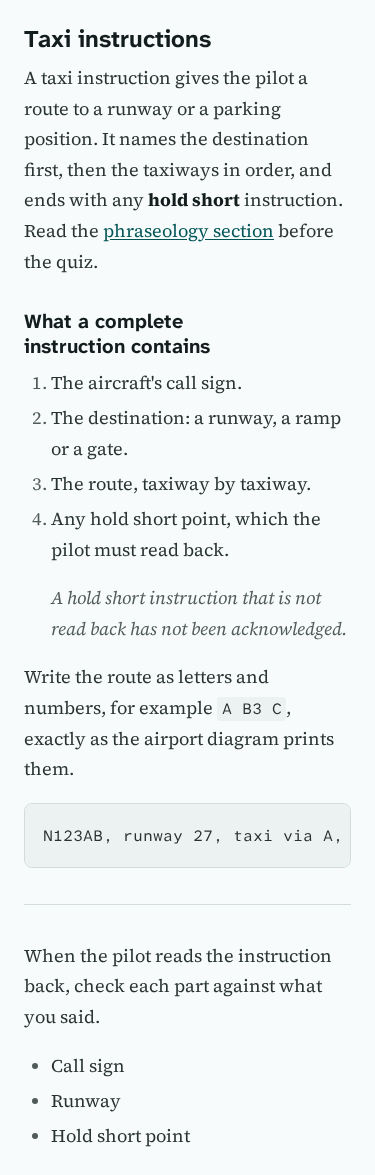 Taxi instructions
A taxi instruction gives the pilot a
route to a runway or a parking
position. It names the destination
first, then the taxiways in order, and
ends with any hold short instruction.
Read the phraseology section before
the quiz.
What a complete
instruction contains
1. The aircraft's call sign.
2. The destination: a runway, a ramp
or a gate.
3. The route, taxiway by taxiway.
4. Any hold short point, which the
pilot must read back.
A hold short instruction that is not
read back has not been acknowledged.
Write the route as letters and
numbers, for example A B3 C,
exactly as the airport diagram prints
them.
N123AB, runway 27, taxi via A,
When the pilot reads the instruction
back, check each part against what
you said.
• Call sign
• Runway
• Hold short point